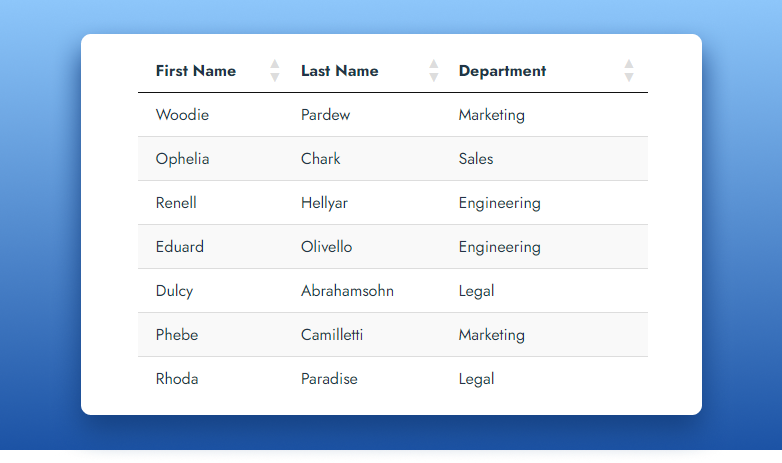 First Name Last Name Department
Woodie Pardew Marketing
Ophelia Chark Sales
Renell Hellyar Engineering
Eduard Olivello Engineering
Dulcy Abrahamsohn Legal
Phebe Camilletti Marketing
Rhoda Paradise Legal